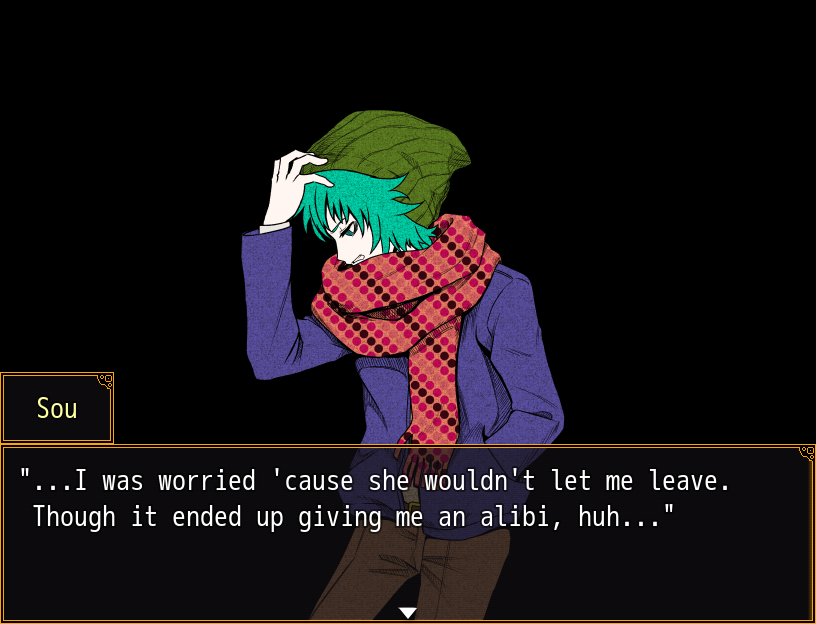 Sou
"...I was worried 'cause she wouldn't let me leave.
Though it ended up giving me an alibi, huh..."